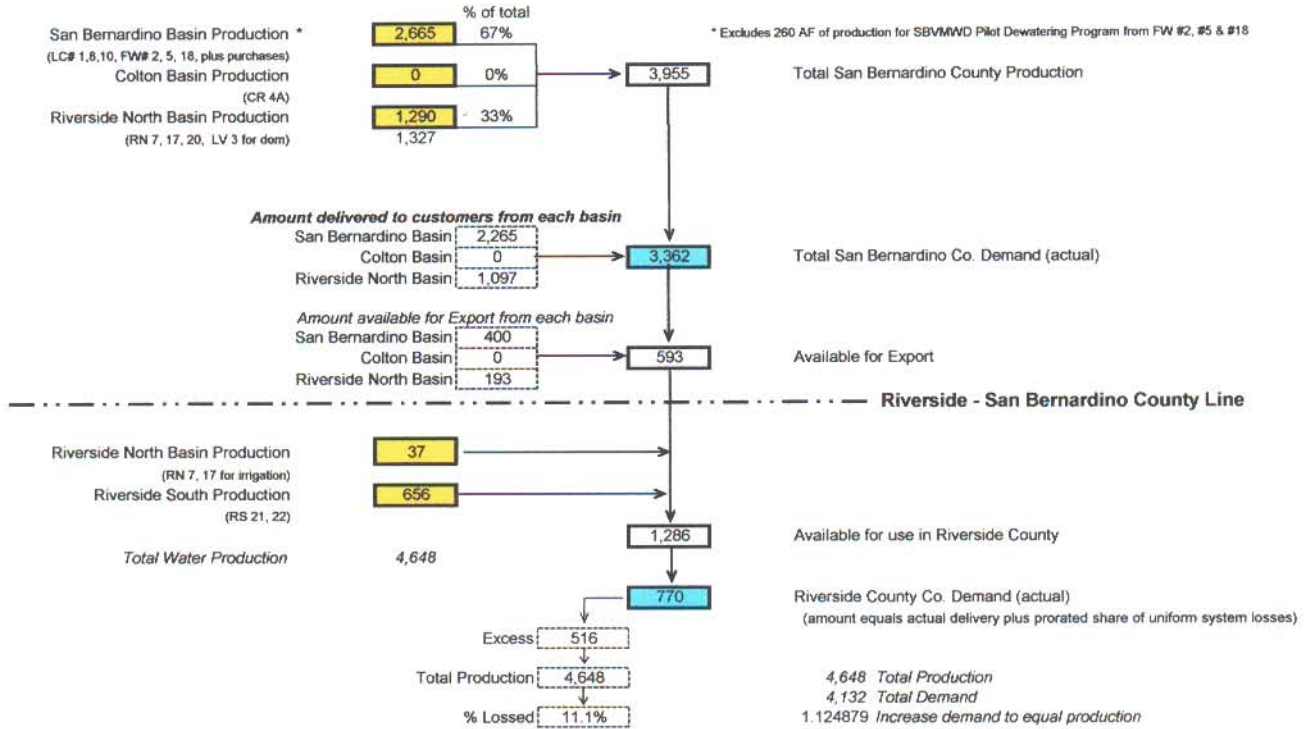 % of total
San Bernardino Basin Production * 2,665 67%
* Excludes 260 AF of production for SBVMWD Pilot Dewatering Program from FW #2, #5 & #18
(LC# 1,8,10, FW# 2, 5, 18, plus purchases)
Colton Basin Production 0 0% 3,955 Total San Bernardino County Production
(CR 4A)
Riverside North Basin Production 1,290 33%
(RN 7, 17, 20, LV 3 for dom) 1,327
Amount delivered to customers from each basin
San Bernardino Basin 2,265
Colton Basin 0 3,362 Total San Bernardino Co. Demand (actual)
Riverside North Basin 1,097
Amount available for Export from each basin
San Bernardino Basin 400
Colton Basin 0 593 Available for Export
Riverside North Basin 193
Riverside - San Bernardino County Line
Riverside North Basin Production 37
(RN 7, 17 for irrigation)
Riverside South Production 656
(RS 21, 22)
1,286 Available for use in Riverside County
Total Water Production 4,648
770 Riverside County Co. Demand (actual)
(amount equals actual delivery plus prorated share of uniform system losses)
Excess 516
Total Production 4,648 4,648 Total Production
4,132 Total Demand
% Lossed 11.1% 1.124879 Increase demand to equal production